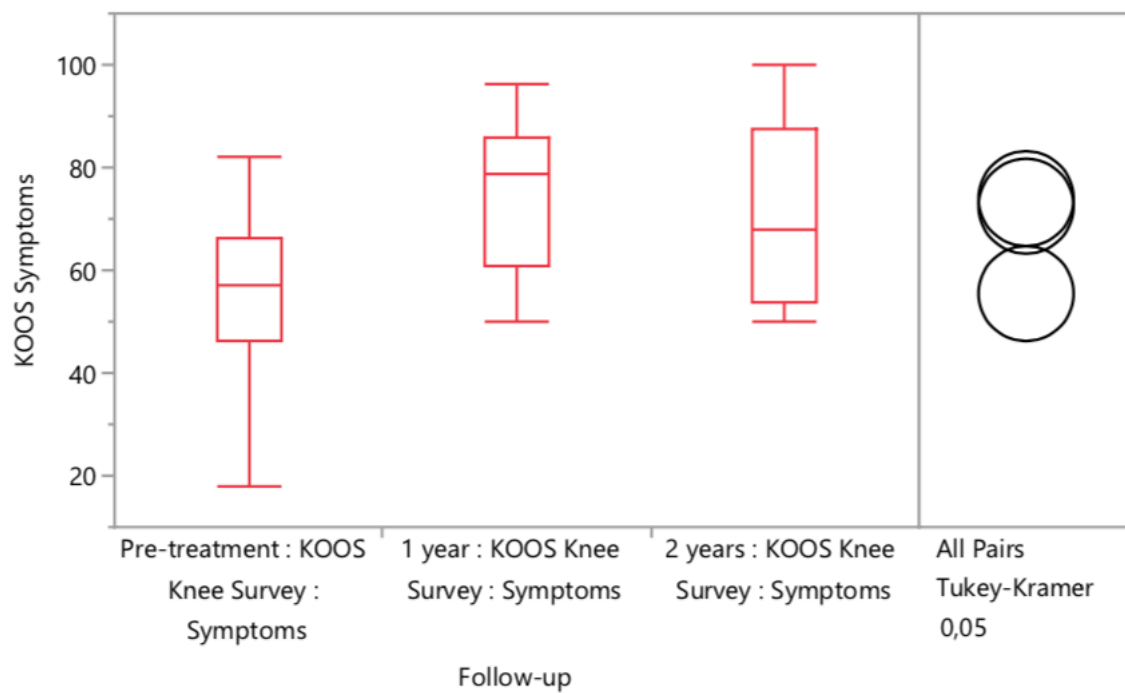 KOOS Symptoms
100
80
60
40
20
Pre-treatment : KOOS
Knee Survey :
Symptoms
1 year : KOOS Knee
Survey : Symptoms
2 years : KOOS Knee
Survey : Symptoms
All Pairs
Tukey-Kramer
0,05
Follow-up